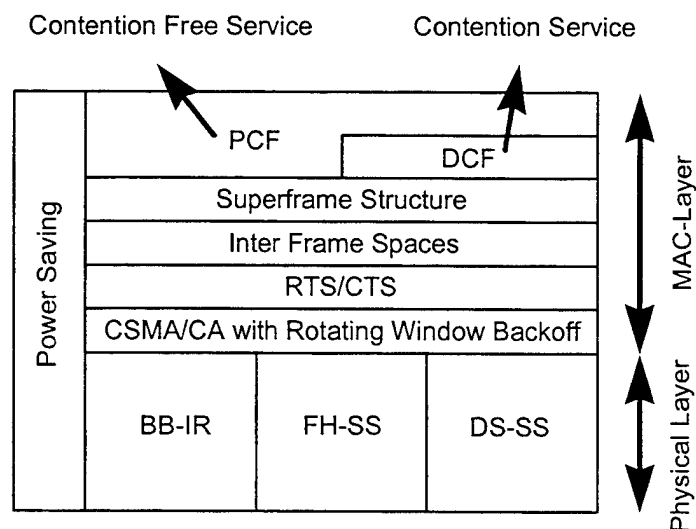 Contention Free Service
Contention Service
PCF
DCF
Superframe Structure
Inter Frame Spaces
RTS/CTS
CSMA/CA with Rotating Window Backoff
BB-IR
FH-SS
DS-SS
Power Saving
MAC-Layer
Physical Layer